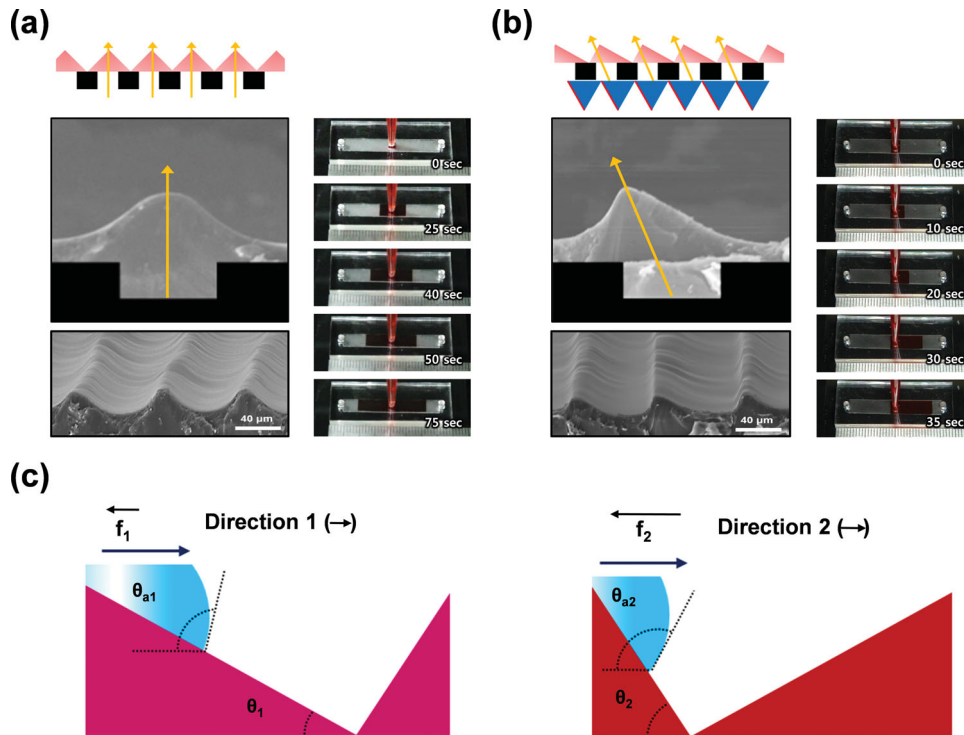 (a)
0 sec
25 sec
40 sec
50 sec
75 sec
40 μm
(b)
0 sec
10 sec
20 sec
30 sec
35 sec
40 μm
(c)
f1
Direction 1 (→)
θa1
θ1
f2
Direction 2 (→)
θa2
θ2